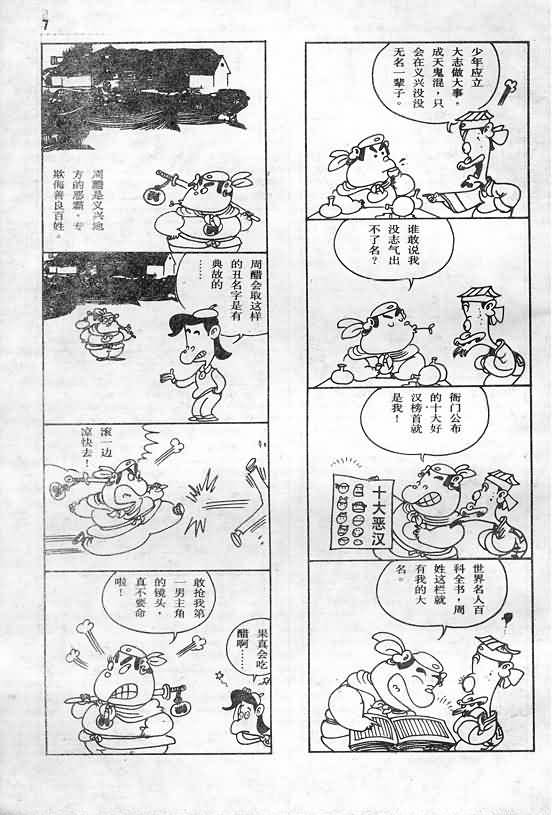 7
少年应立
大志做大事。
成天鬼混，只
会在义兴没没
无名一辈子。
谁敢说我
没志气出
不了名？
衙门公布
的十大好
汉榜首就
是我！
十大恶汉
世界名人百
科全书，周
姓这栏就
有我的大
名。
周醋是义兴地
方的恶霸，专
欺侮善良百姓。
周醋会取这样
的丑名字是有
典故的
……
滚一边
凉快去！
敢抢我第
一男主角
的镜头，
真不要命
啦！
果真会吃
醋啊……